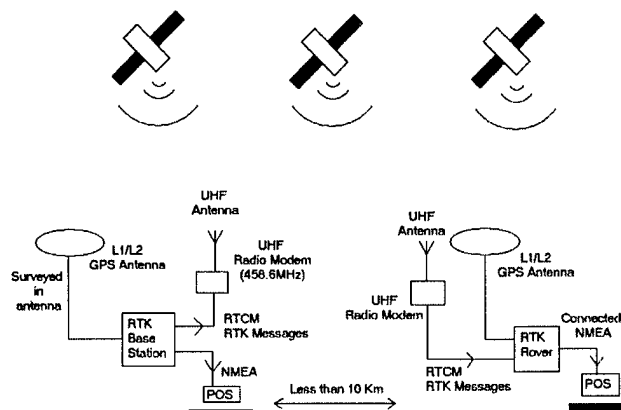 UHF
Antenna
L1/L2
GPS Antenna
UHF
Radio Modem
(458.6MHz)
Surveyed
in
antenna
RTK
Base
Station
RTCM
RTK Messages
NMEA
POS
Less than 10 Km
UHF
Antenna
L1/L2
GPS Antenna
UHF
Radio Modem
Connected
NMEA
RTK
Rover
RTCM
RTK Messages
POS